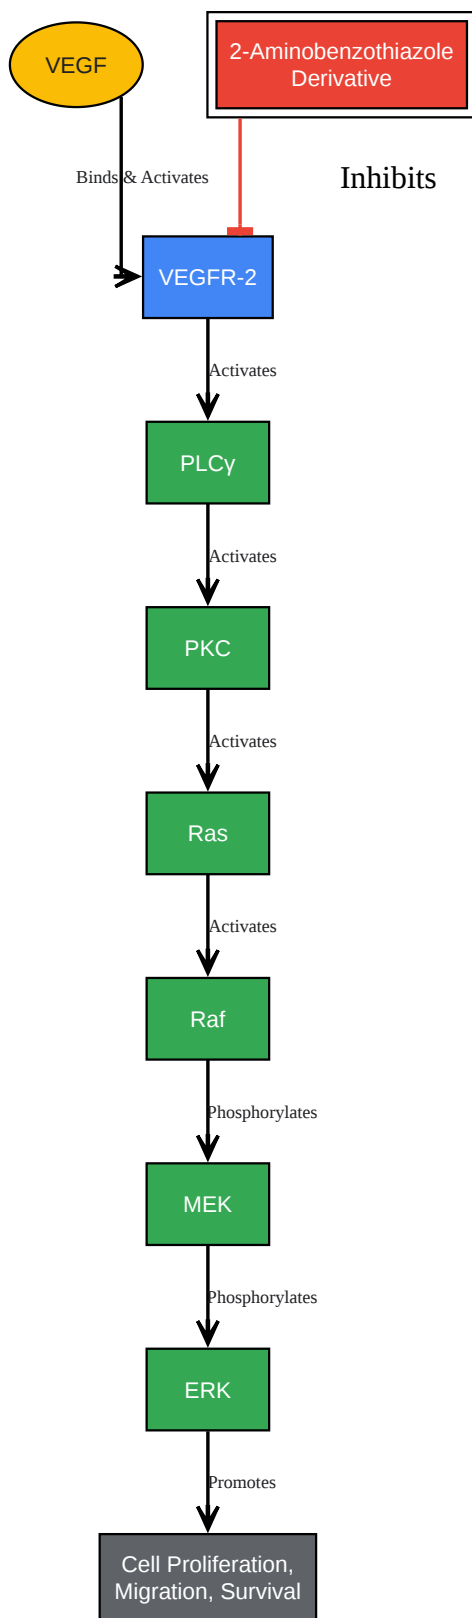 VEGF
2-Aminobenzothiazole
Derivative
Binds & Activates
Inhibits
VEGFR-2
Activates
PLCγ
Activates
PKC
Activates
Ras
Activates
Raf
Phosphorylates
MEK
Phosphorylates
ERK
Promotes
Cell Proliferation,
Migration, Survival